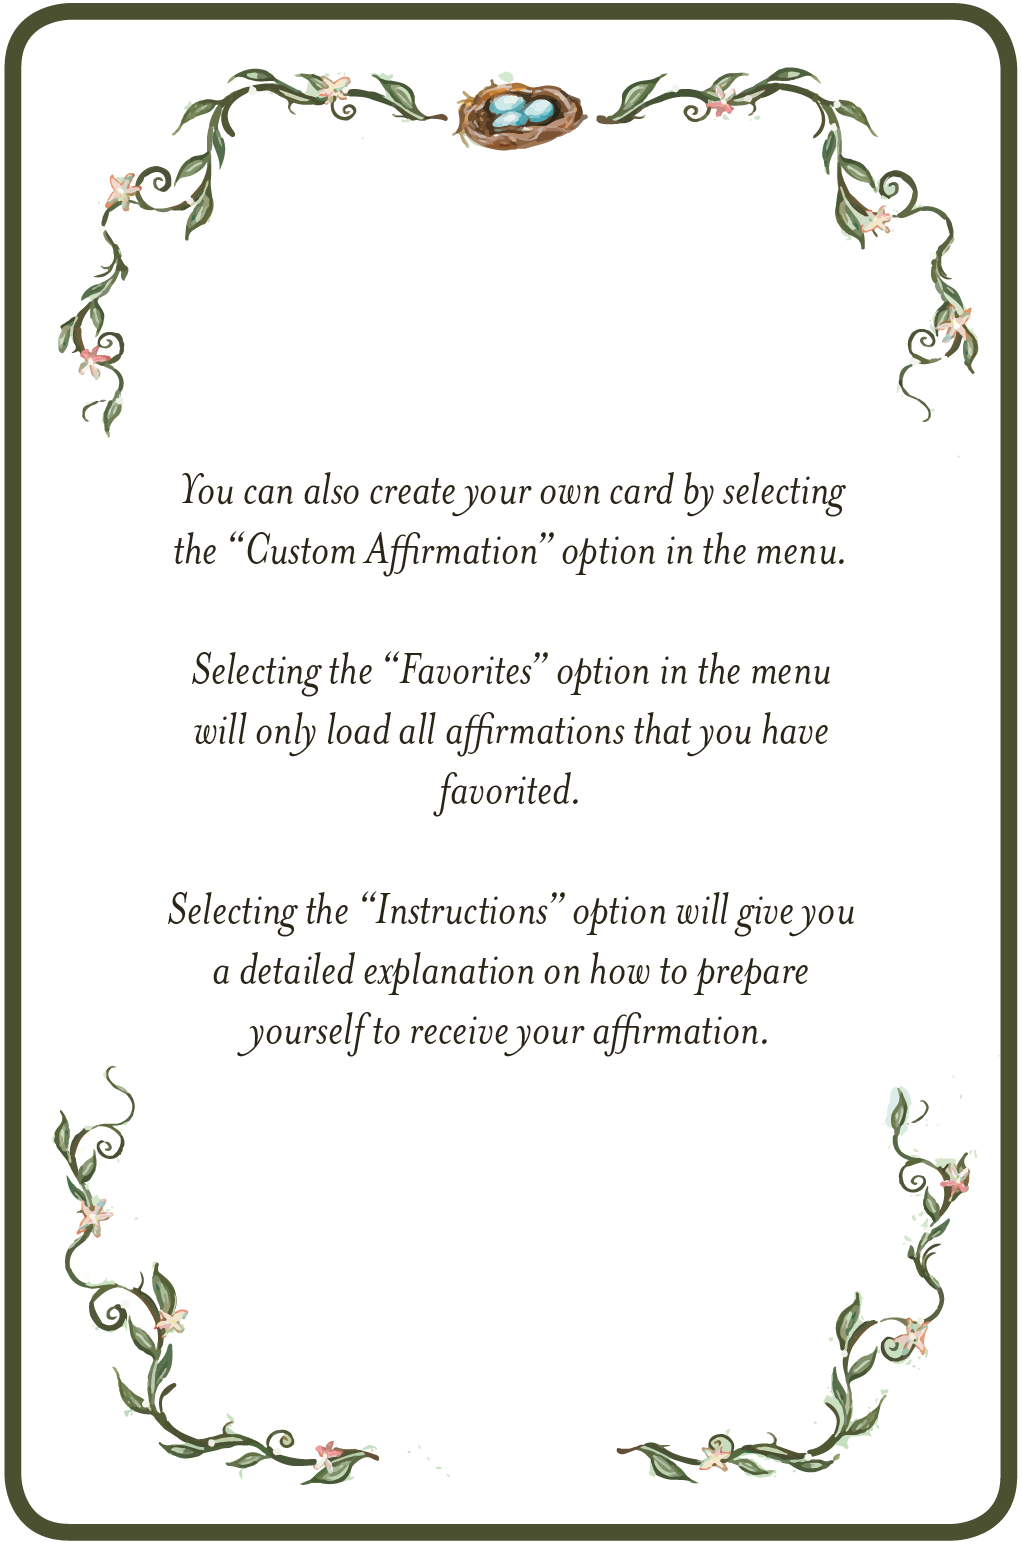 You can also create your own card by selecting
the “Custom Affirmation” option in the menu.
Selecting the “Favorites” option in the menu
will only load all affirmations that you have
favorited.
Selecting the “Instructions” option will give you
a detailed explanation on how to prepare
yourself to receive your affirmation.